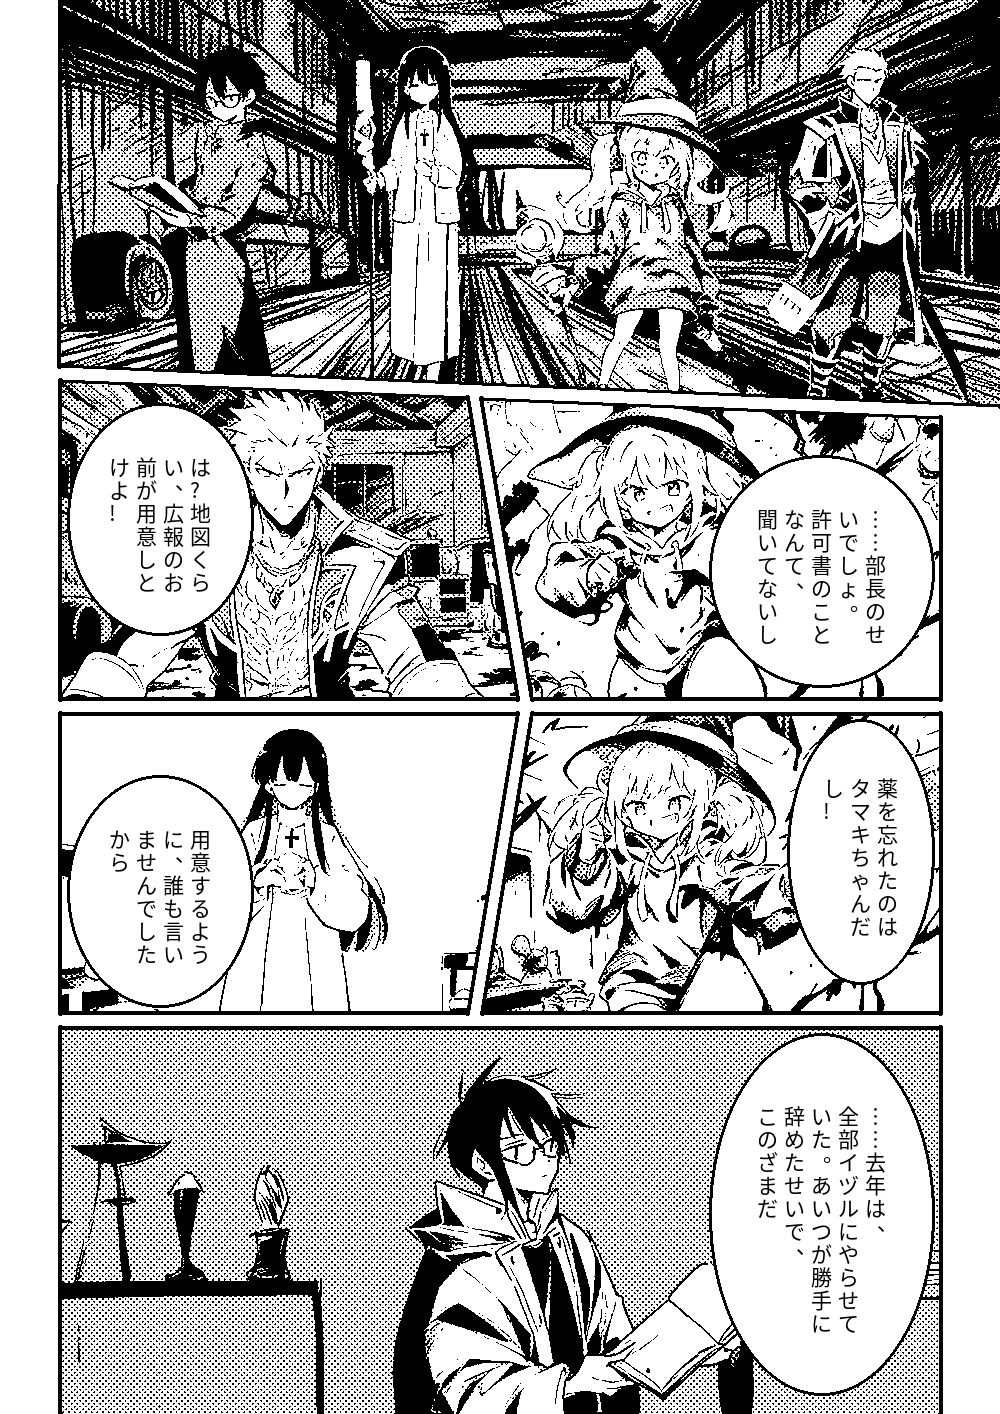 ……部長のせ
いでしょ。
許可書のこと
なんて、
聞いてないし
は?地図くら
い、広報のお
前が用意しと
けよ!
薬を忘れたのは
タマキちゃんだ
し!
用意するよう
に、誰も言い
ませんでした
から
……去年は、
全部イヅルにやらせて
いた。あいつが勝手に
辞めたせいで、
このざまだ